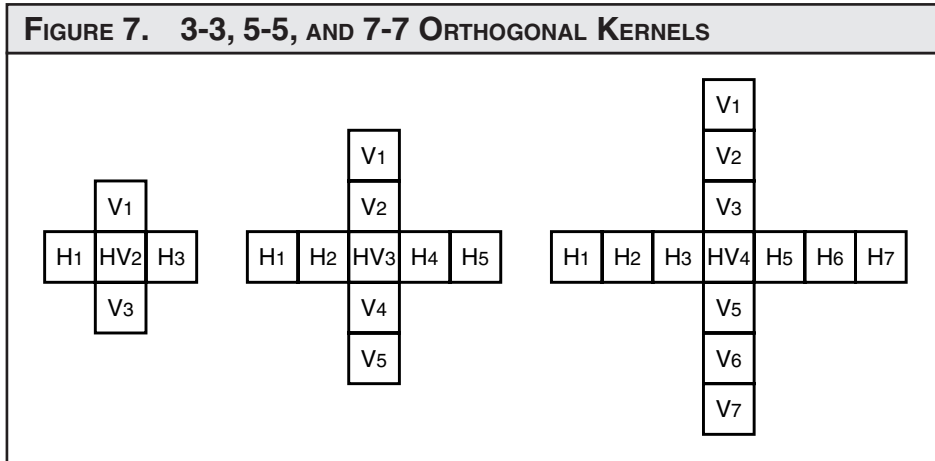 FIGURE 7. 3-3, 5-5, AND 7-7 ORTHOGONAL KERNELS
V1
V2
V1
V2
V3
V1
H1 HV2 H3
H1 H2 HV3 H4 H5
H1 H2 H3 HV4 H5 H6 H7
V3
V4
V5
V5
V6
V7